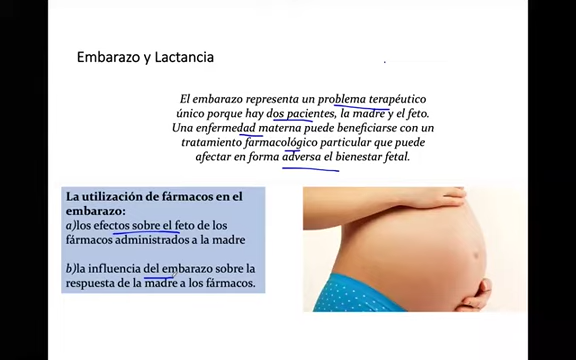 Embarazo y Lactancia
El embarazo representa un problema terapéutico
único porque hay dos pacientes, la madre y el feto.
Una enfermedad materna puede beneficiarse con un
tratamiento farmacológico particular que puede
afectar en forma adversa el bienestar fetal.
La utilización de fármacos en el
embarazo:
a)los efectos sobre el feto de los
fármacos administrados a la madre
b)la influencia del embarazo sobre la
respuesta de la madre a los fármacos.